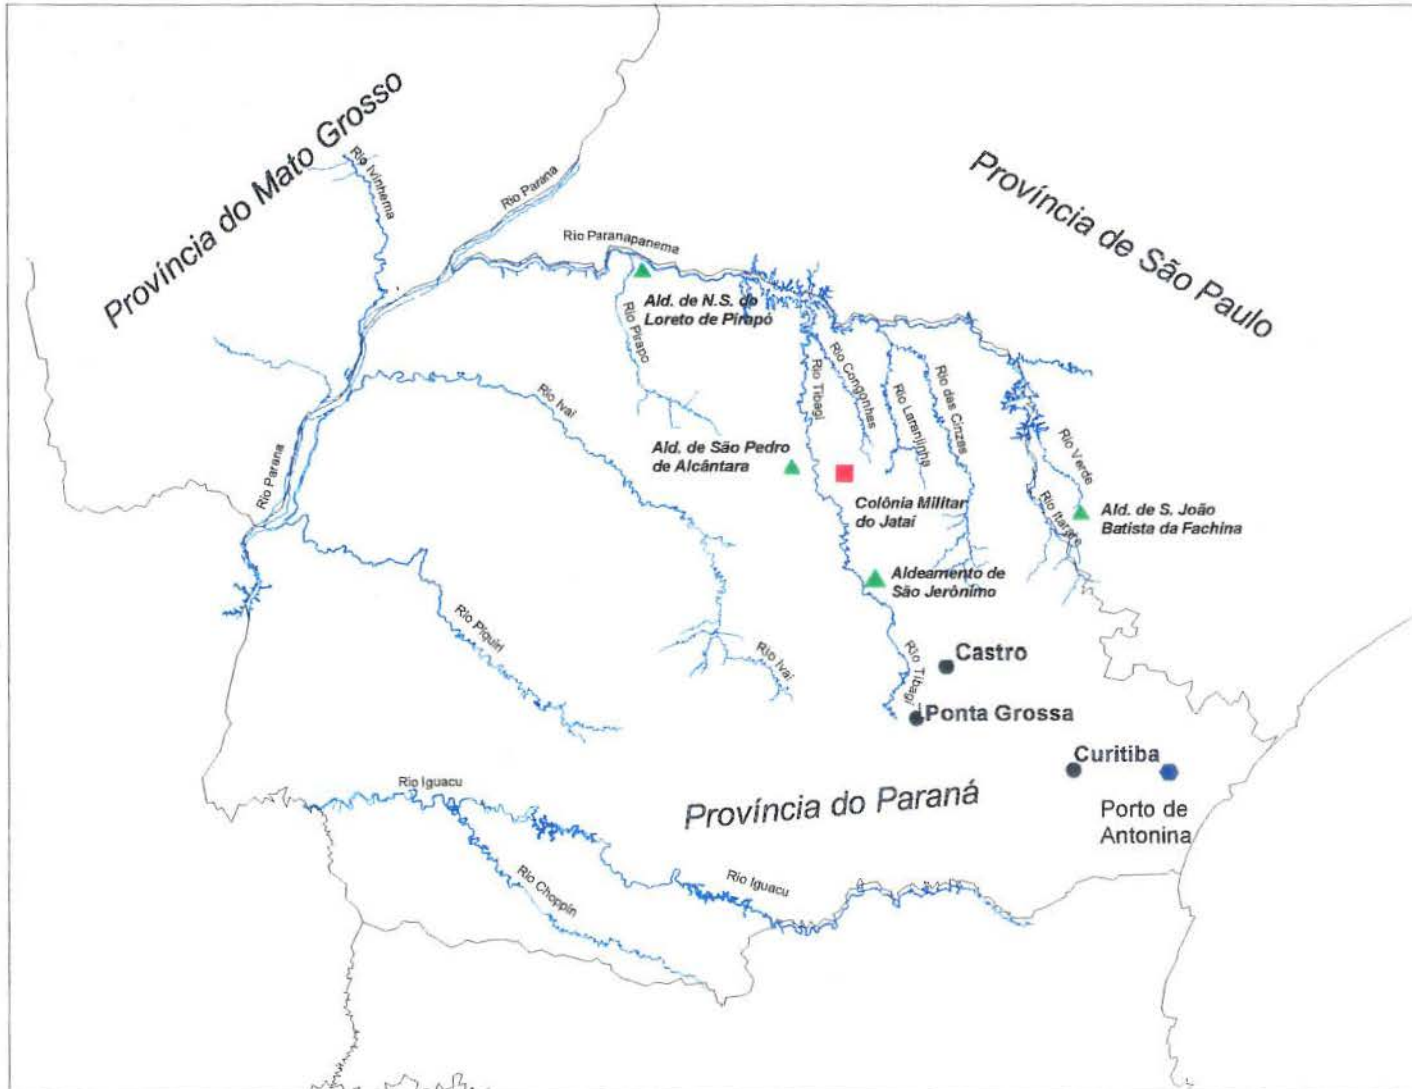 Província do Mato Grosso
Rio Ivinhema
Rio Parana
Província de São Paulo
Rio Paranapanema
Ald. de N.S. do
Loreto de Pirapó
Rio Pirapo
Rio Tibagi
Rio Congonhas
Rio Laranjinha
Rio das Cinzas
Rio Verde
Rio Itarare
Rio Ivai
Ald. de São Pedro
de Alcântara
Colônia Militar
do Jataí
Ald. de S. João
Batista da Fachina
Rio Parana
Aldeamento de
São Jerônimo
Rio Piquiri
Rio Ivai
Rio Tibagi
Castro
Ponta Grossa
Curitiba
Porto de
Antonina
Província do Paraná
Rio Iguacu
Rio Choppin
Rio Iguacu